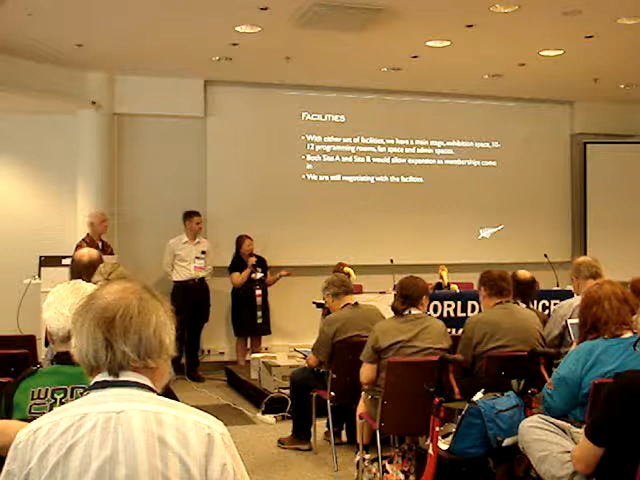 FACILITIES
• With either set of facilities, we have a main stage, exhibition space, 10-
12 programming rooms, fan space and admin spaces.
• Both Site A and Site B would allow expansion as memberships come
in
• We are still negotiating with the facilities
WORLD
NCE
WOR